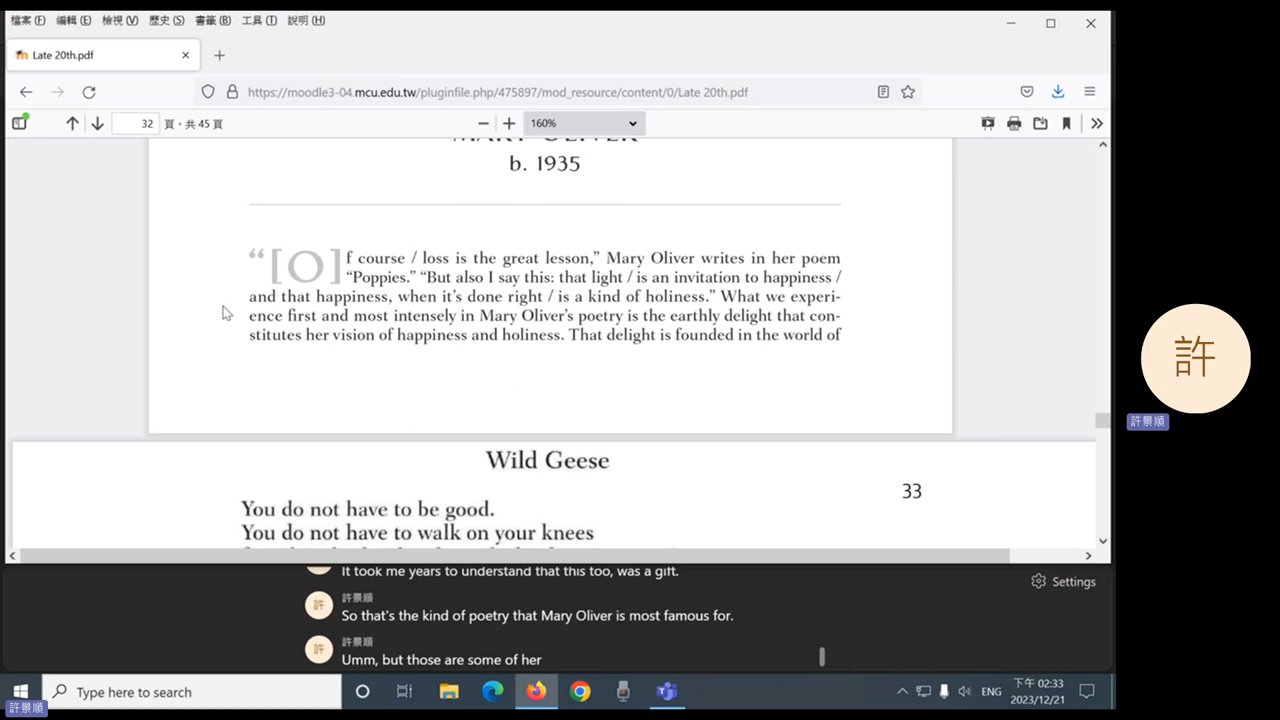 檔案(F) 編輯(E) 檢視(V) 歷史(S) 書籤(B) 工具(T) 說明(H)
Late 20th.pdf
https://moodle3-04.mcu.edu.tw/pluginfile.php/475897/mod_resource/content/0/Late 20th.pdf
32 頁，共 45 頁 160%
MARY OLIVER
b. 1935
“[O]f course / loss is the great lesson,” Mary Oliver writes in her poem
“Poppies.” “But also I say this: that light / is an invitation to happiness /
and that happiness, when it’s done right / is a kind of holiness.” What we experi-
ence first and most intensely in Mary Oliver’s poetry is the earthly delight that con-
stitutes her vision of happiness and holiness. That delight is founded in the world of
Wild Geese
33
You do not have to be good.
You do not have to walk on your knees
It took me years to understand that this too, was a gift.
Settings
許 許景順
So that's the kind of poetry that Mary Oliver is most famous for.
許 許景順
Umm, but those are some of her
許
許景順
Type here to search
ENG
下午 02:33
2023/12/21
許景順